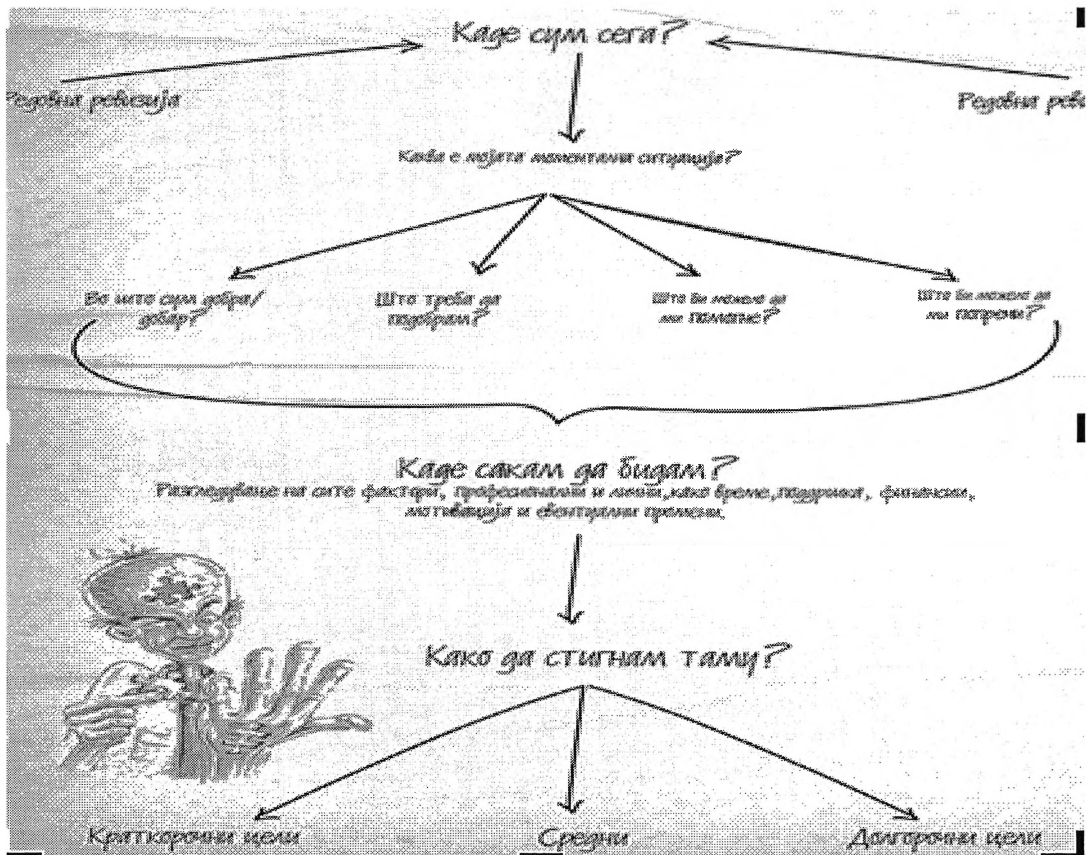 Каде сум сега?
Редовна ревизија
Редовна реви
Каква е мојата моментална ситуација?
Во што сум добра/
добар?
Што треба да
подобрам?
Што би можело да
ми помогне?
Што би можело да
ми попречи?
Каде сакам да бидам?
Разгледување на сите фактори, професионални и лични, како време, поддршка, финансии,
мотивација и евентуални промени.
Како да стигнам таму?
Краткорочни цели
Средни
Долгорочни цели